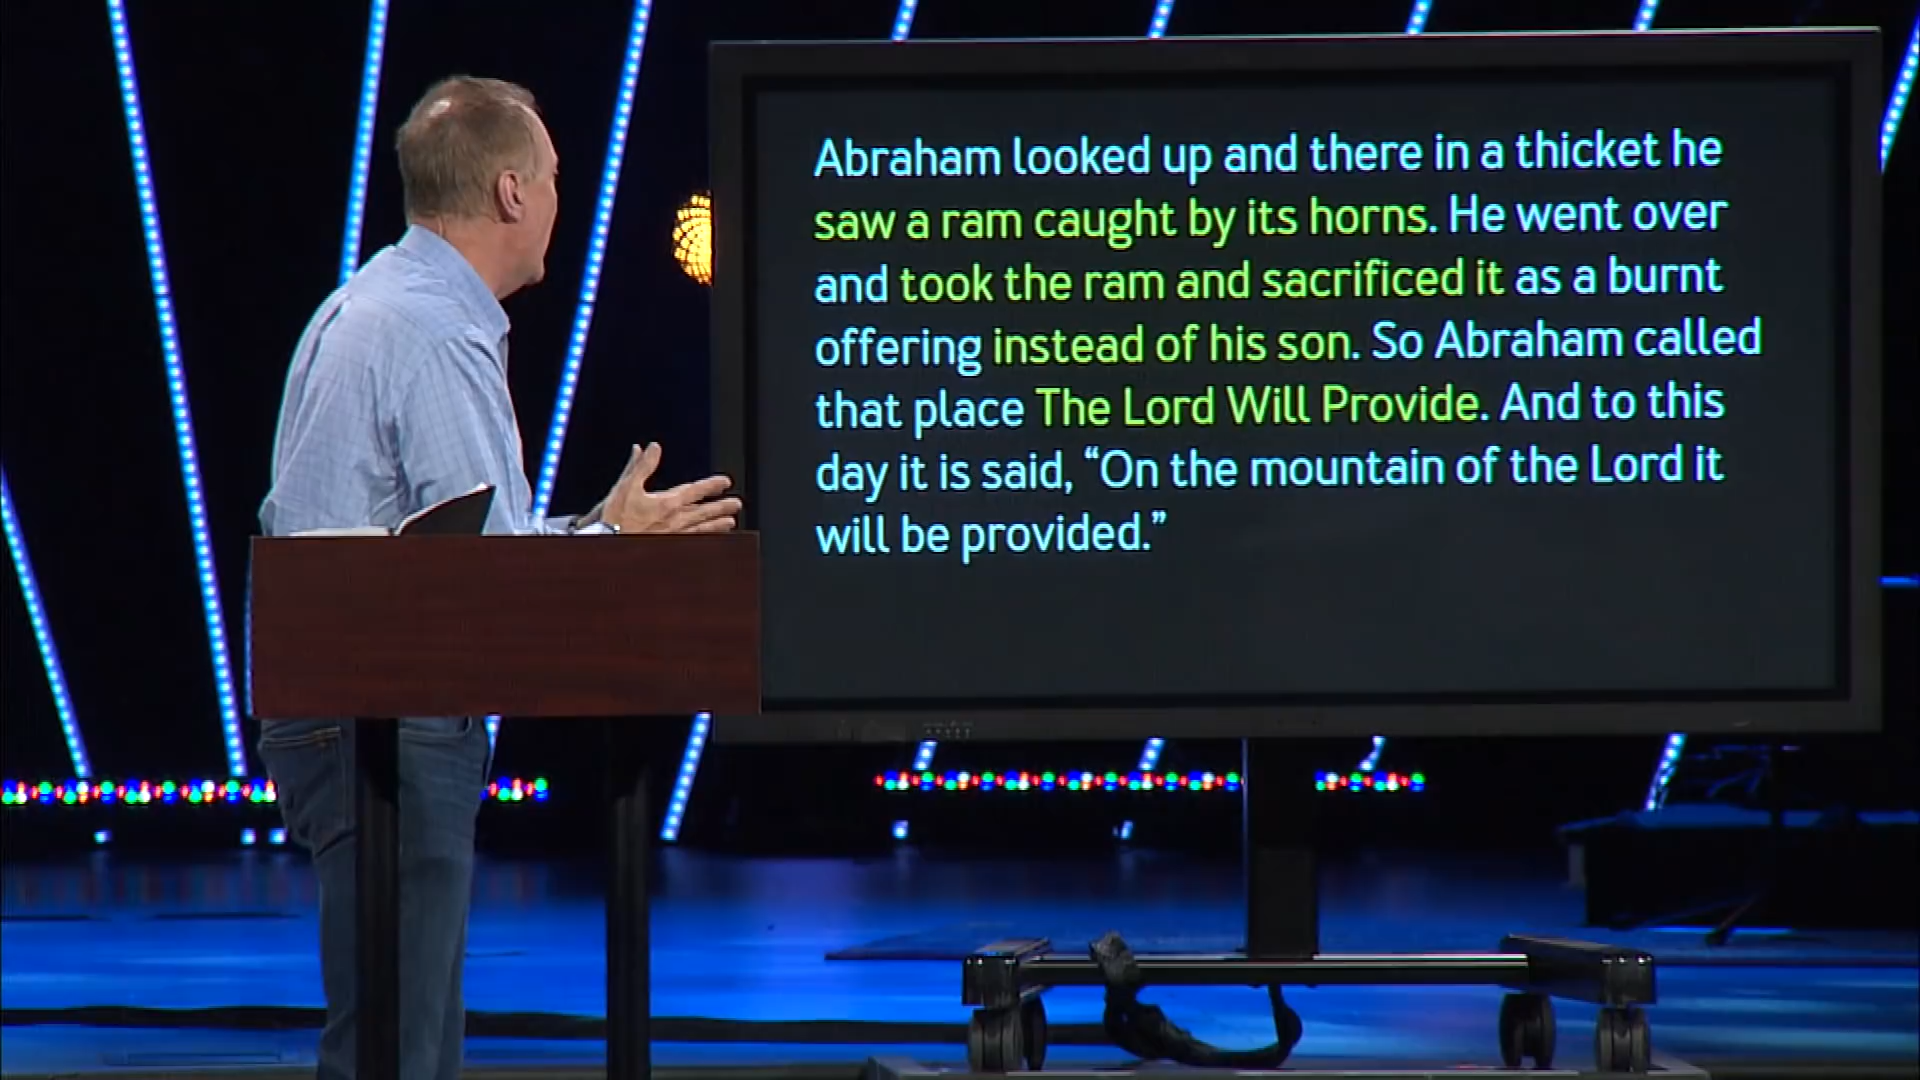 Abraham looked up and there in a thicket he
saw a ram caught by its horns. He went over
and took the ram and sacrificed it as a burnt
offering instead of his son. So Abraham called
that place The Lord Will Provide. And to this
day it is said, “On the mountain of the Lord it
will be provided.”